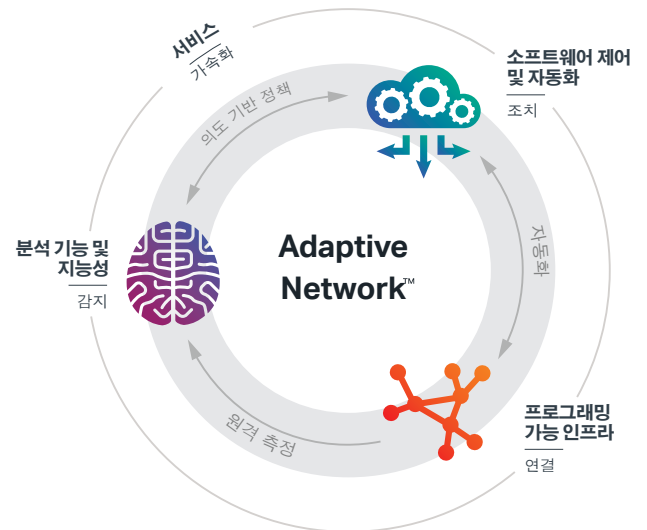 서비스
가속화
소프트웨어 제어
및 자동화
조치
의도 기반 정책
자동화
분석 기능 및
지능성
감지
Adaptive
Network™
원격 측정
프로그래밍
가능 인프라
연결